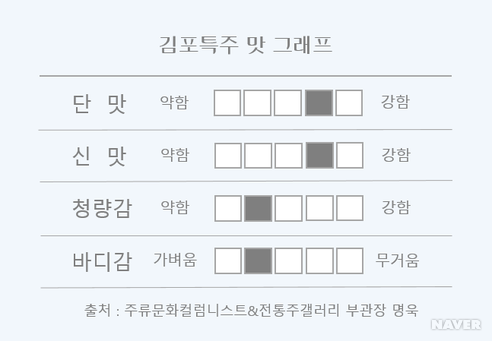 김포특주 맛 그래프
단 맛 약함 강함
신 맛 약함 강함
청량감 약함 강함
바디감 가벼움 무거움
출처 : 주류문화컬럼니스트&전통주갤러리 부관장 명욱
NAVER